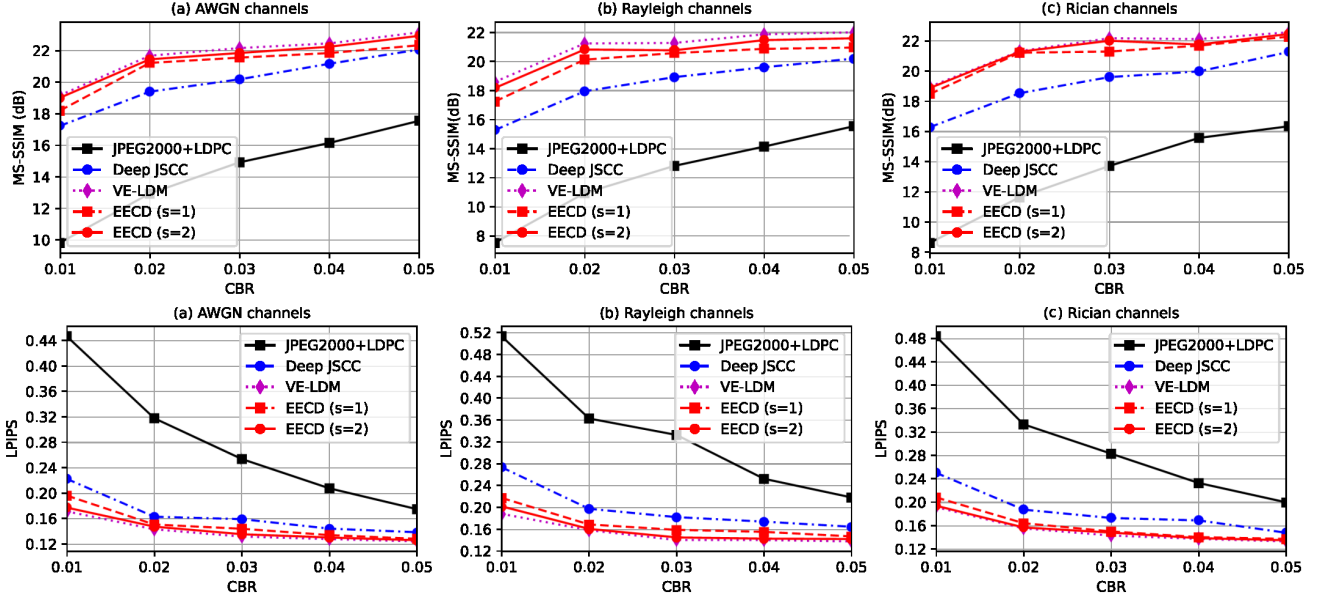 (a) AWGN channels
22
20
18
16
14
12
10
MS-SSIM (dB)
JPEG2000+LDPC
Deep JSCC
VE-LDM
EECD (s=1)
EECD (s=2)
0.01 0.02 0.03 0.04 0.05
CBR
(b) Rayleigh channels
22
20
18
16
14
12
10
8
MS-SSIM(dB)
JPEG2000+LDPC
Deep JSCC
VE-LDM
EECD (s=1)
EECD (s=2)
0.01 0.02 0.03 0.04 0.05
CBR
(c) Rician channels
22
20
18
16
14
12
10
8
MS-SSIM(dB)
JPEG2000+LDPC
Deep JSCC
VE-LDM
EECD (s=1)
EECD (s=2)
0.01 0.02 0.03 0.04 0.05
CBR
(a) AWGN channels
0.44
0.40
0.36
0.32
0.28
0.24
0.20
0.16
0.12
LPIPS
JPEG2000+LDPC
Deep JSCC
VE-LDM
EECD (s=1)
EECD (s=2)
0.01 0.02 0.03 0.04 0.05
CBR
(b) Rayleigh channels
0.52
0.48
0.44
0.40
0.36
0.32
0.28
0.24
0.20
0.16
0.12
LPIPS
JPEG2000+LDPC
Deep JSCC
VE-LDM
EECD (s=1)
EECD (s=2)
0.01 0.02 0.03 0.04 0.05
CBR
(c) Rician channels
0.48
0.44
0.40
0.36
0.32
0.28
0.24
0.20
0.16
0.12
LPIPS
JPEG2000+LDPC
Deep JSCC
VE-LDM
EECD (s=1)
EECD (s=2)
0.01 0.02 0.03 0.04 0.05
CBR